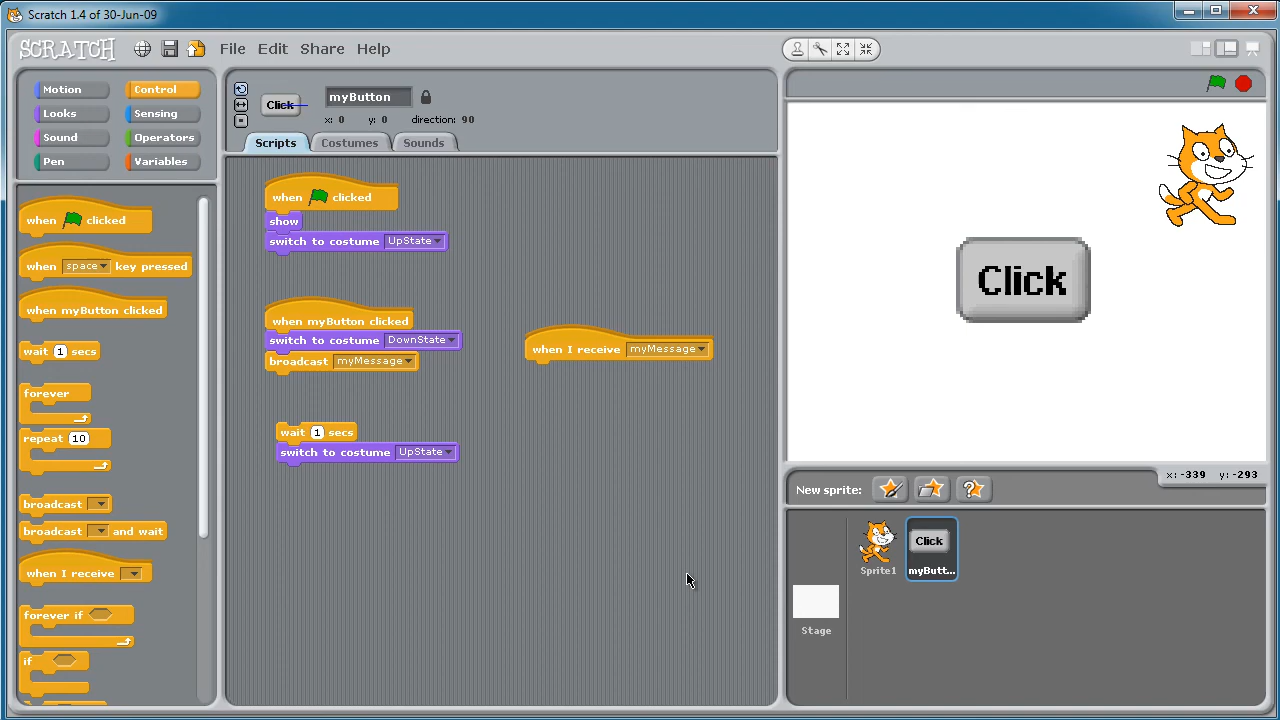 Scratch 1.4 of 30-Jun-09
SCRATCH
File Edit Share Help
Motion Control
Looks Sensing
Sound Operators
Pen Variables
when clicked
when space key pressed
when myButton clicked
wait 1 secs
forever
repeat 10
broadcast
broadcast and wait
when I receive
forever if
if
Click
myButton
x: 0 y: 0 direction: 90
Scripts Costumes Sounds
when clicked
show
switch to costume UpState
when myButton clicked
switch to costume DownState
broadcast myMessage
wait 1 secs
switch to costume UpState
when I receive myMessage
Click
x: -339 y: -293
New sprite:
Click
Sprite1 myButt...
Stage